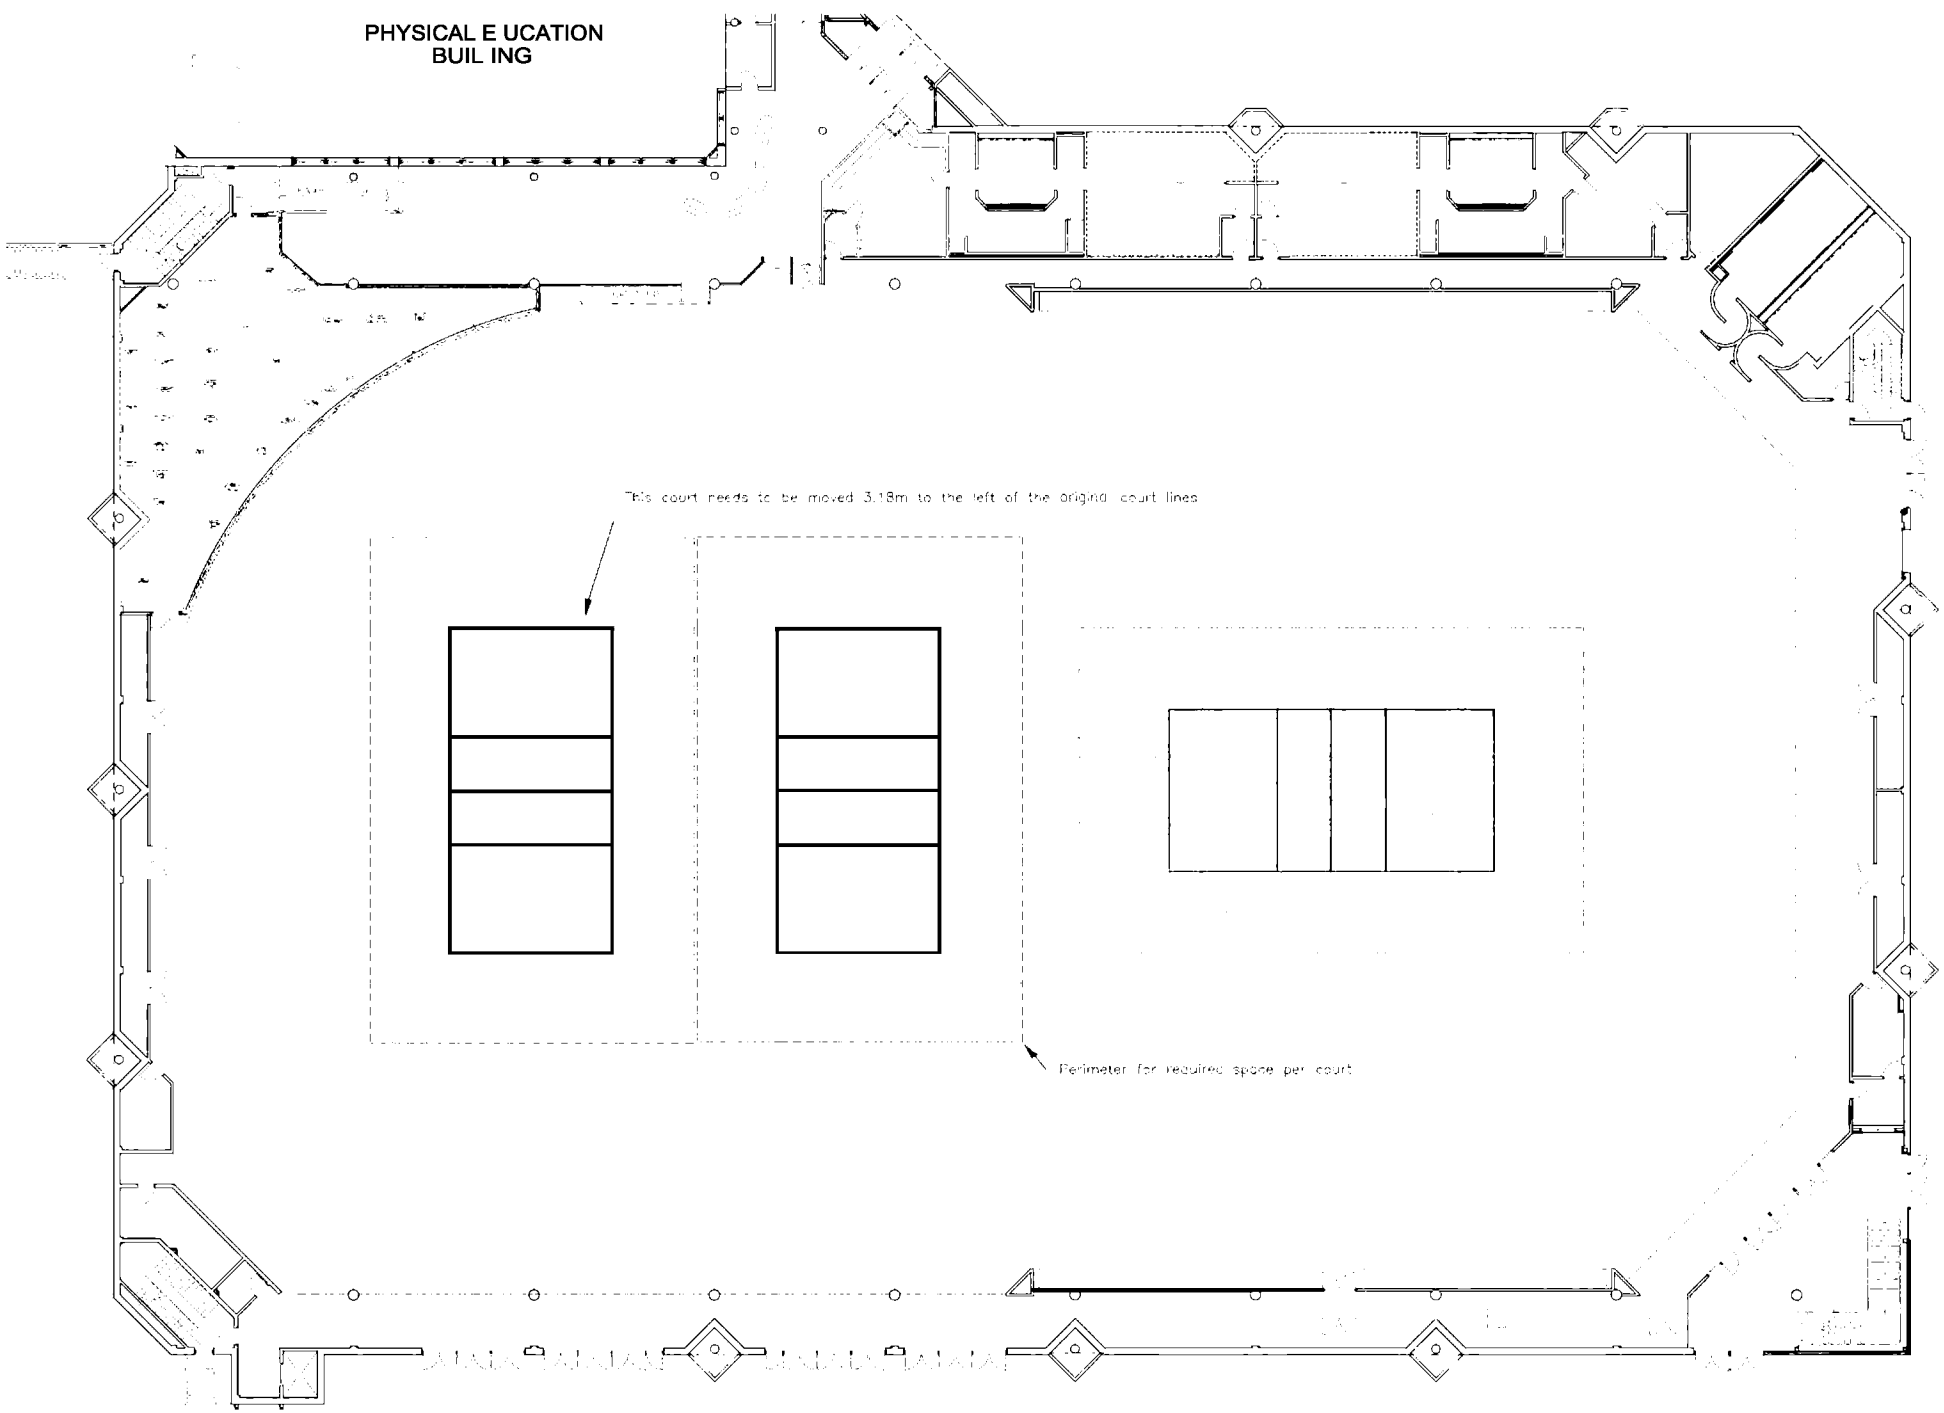 PHYSICAL E UCATION
BUIL ING
This court needs to be moved 3.18m to the left of the original court lines
Perimeter for required space per court